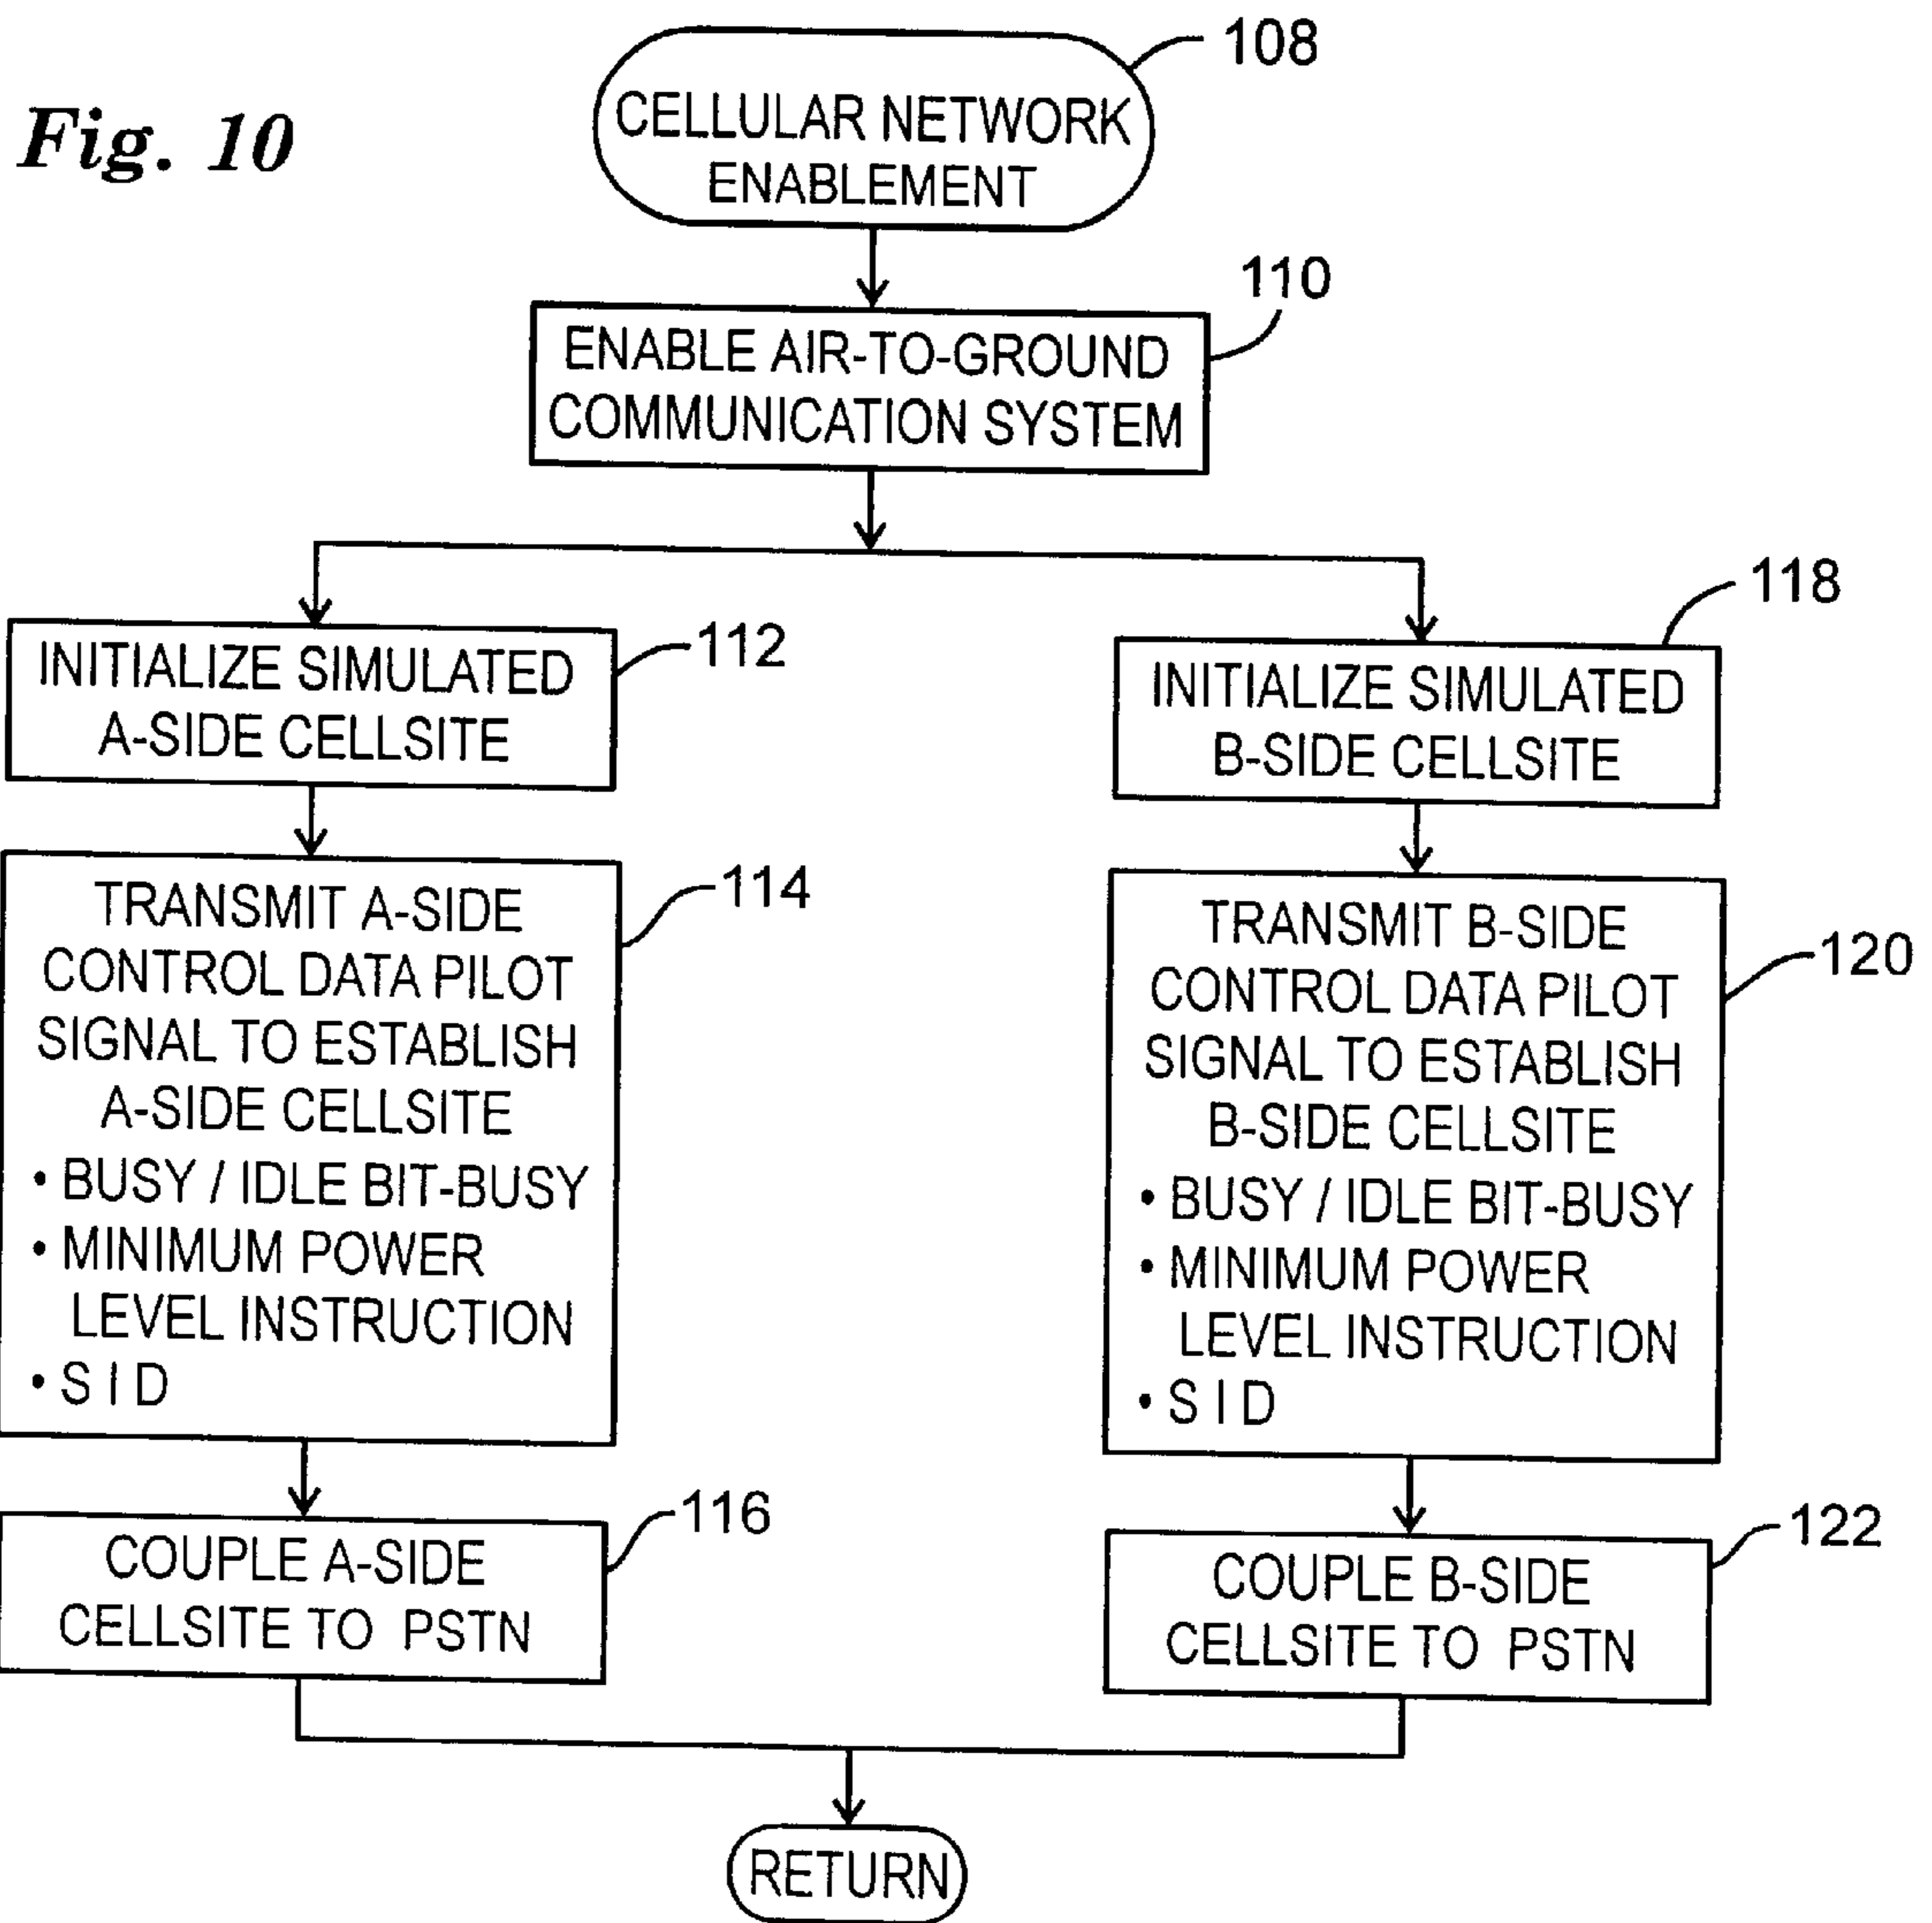 Fig. 10
108
CELLULAR NETWORK
ENABLEMENT
110
ENABLE AIR-TO-GROUND
COMMUNICATION SYSTEM
112
INITIALIZE SIMULATED
A-SIDE CELLSITE
114
TRANSMIT A-SIDE
CONTROL DATA PILOT
SIGNAL TO ESTABLISH
A-SIDE CELLSITE
• BUSY / IDLE BIT-BUSY
• MINIMUM POWER
LEVEL INSTRUCTION
• S I D
116
COUPLE A-SIDE
CELLSITE TO PSTN
118
INITIALIZE SIMULATED
B-SIDE CELLSITE
120
TRANSMIT B-SIDE
CONTROL DATA PILOT
SIGNAL TO ESTABLISH
B-SIDE CELLSITE
• BUSY / IDLE BIT-BUSY
• MINIMUM POWER
LEVEL INSTRUCTION
• S I D
122
COUPLE B-SIDE
CELLSITE TO PSTN
RETURN